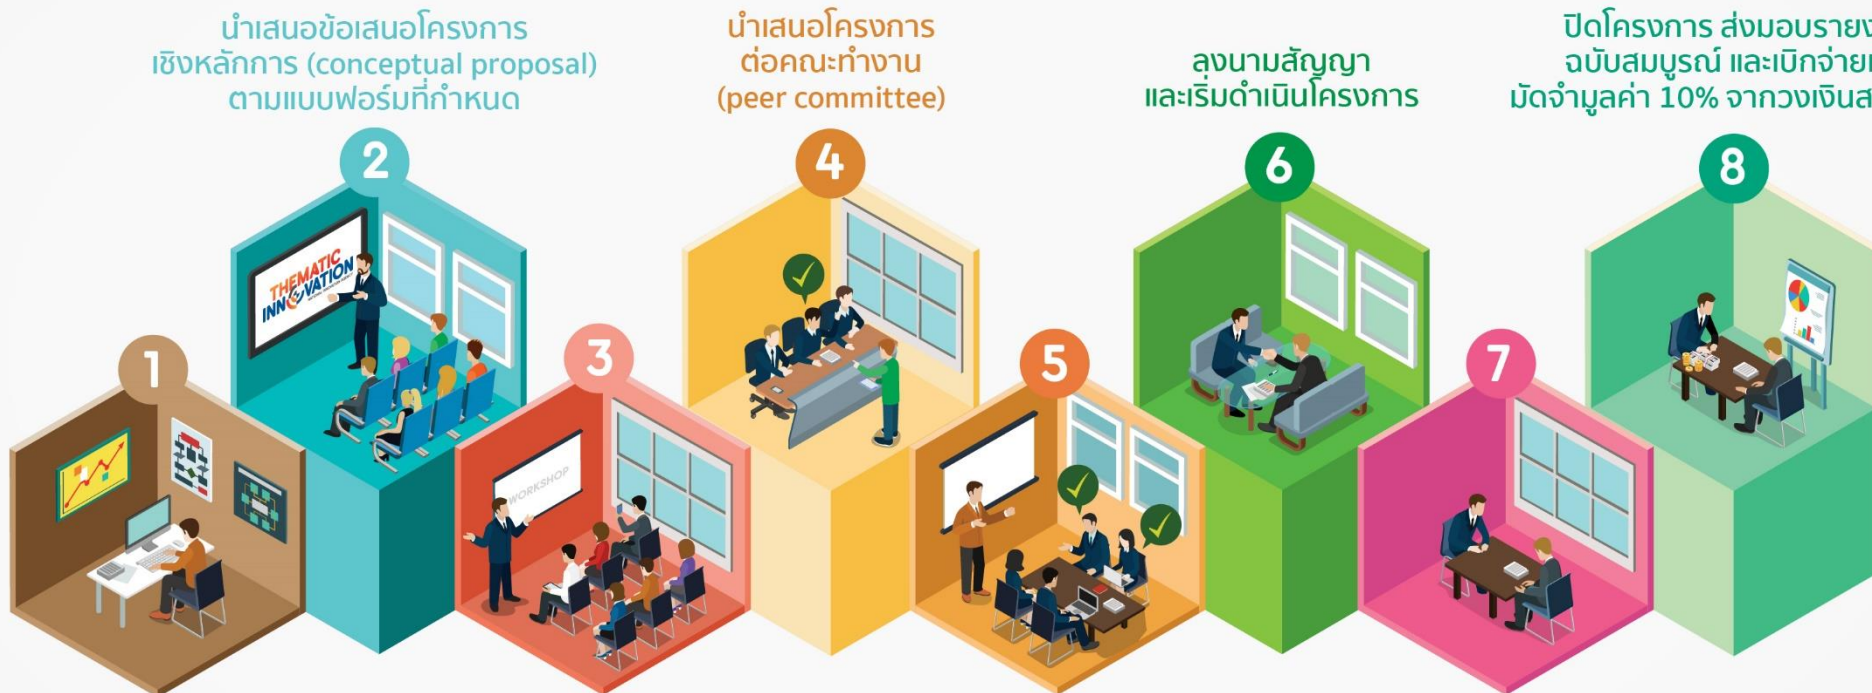 นำเสนอข้อเสนอโครงการ
เชิงหลักการ (conceptual proposal)
ตามแบบฟอร์มที่กำหนด
นำเสนอโครงการ
ต่อคณะทำงาน
(peer committee)
ลงนามสัญญา
และเริ่มดำเนินโครงการ
ปิดโครงการ ส่งมอบรายง
ฉบับสมบูรณ์ และเบิกจ่าย
มัดจำมูลค่า 10% จากวงเงินส
2
4
6
8
THEMATIC
INNOVATION
1
3
5
7
WORKSHOP